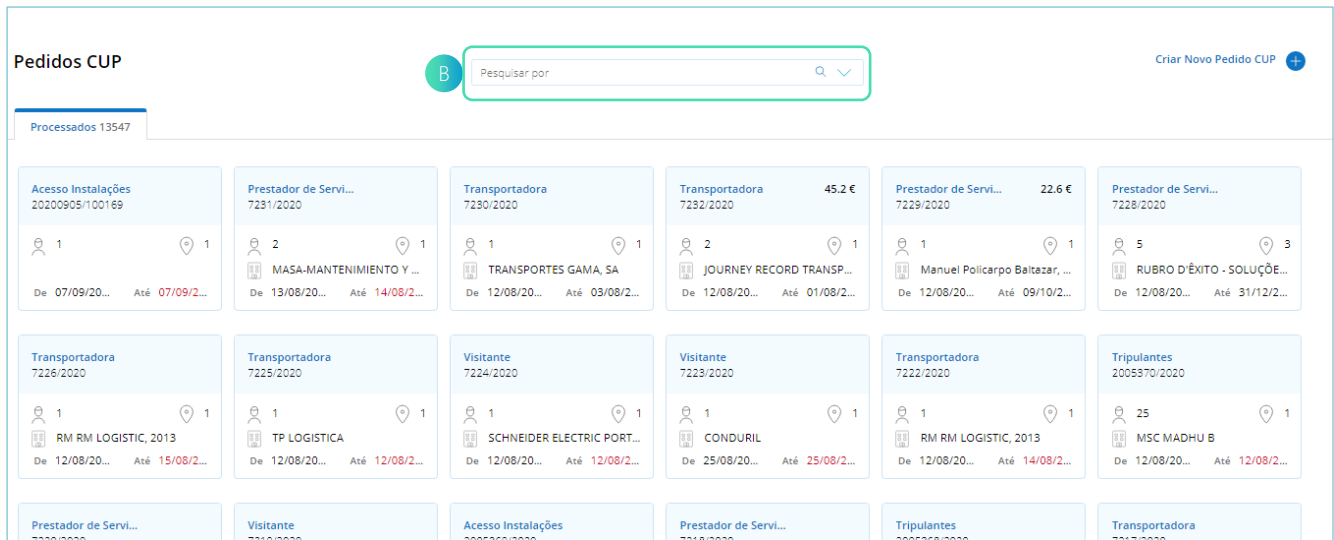 Pedidos CUP
B
Pesquisar por
Criar Novo Pedido CUP
Processados 13547
Acesso Instalações
20200905/100169
1 1
De 07/09/20... Até 07/09/2...
Prestador de Servi...
7231/2020
2 1
MASA-MANTENIMIENTO Y ...
De 13/08/20... Até 14/08/2...
Transportadora
7230/2020
1 1
TRANSPORTES GAMA, SA
De 12/08/20... Até 03/08/2...
Transportadora 45.2 €
7232/2020
2 1
JOURNEY RECORD TRANSP...
De 12/08/20... Até 01/08/2...
Prestador de Servi... 22.6 €
7229/2020
1 1
Manuel Policarpo Baltazar, ...
De 12/08/20... Até 09/10/2...
Prestador de Servi...
7228/2020
5 3
RUBRO D'ÊXITO - SOLUÇÕE...
De 12/08/20... Até 31/12/2...
Transportadora
7226/2020
1 1
RM RM LOGISTIC, 2013
De 12/08/20... Até 15/08/2...
Transportadora
7225/2020
1 1
TP LOGISTICA
De 12/08/20... Até 12/08/2...
Visitante
7224/2020
1 1
SCHNEIDER ELECTRIC PORT...
De 12/08/20... Até 12/08/2...
Visitante
7223/2020
1 1
CONDURIL
De 25/08/20... Até 25/08/2...
Transportadora
7222/2020
1 1
RM RM LOGISTIC, 2013
De 12/08/20... Até 14/08/2...
Tripulantes
2005370/2020
25 1
MSC MADHU B
De 12/08/20... Até 12/08/2...
Prestador de Servi...
Visitante
Acesso Instalações
Prestador de Servi...
Tripulantes
Transportadora